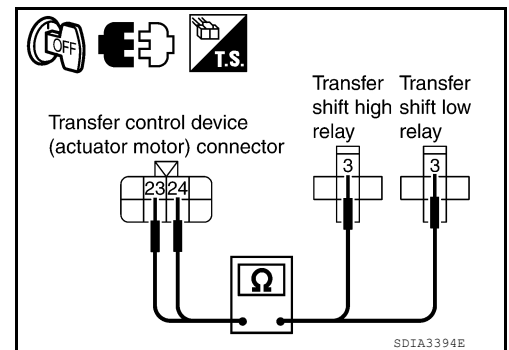 OFF
T.S.
Transfer Transfer
shift high shift low
relay relay
Transfer control device
(actuator motor) connector
3 3
23 24
Ω
SDIA3394E